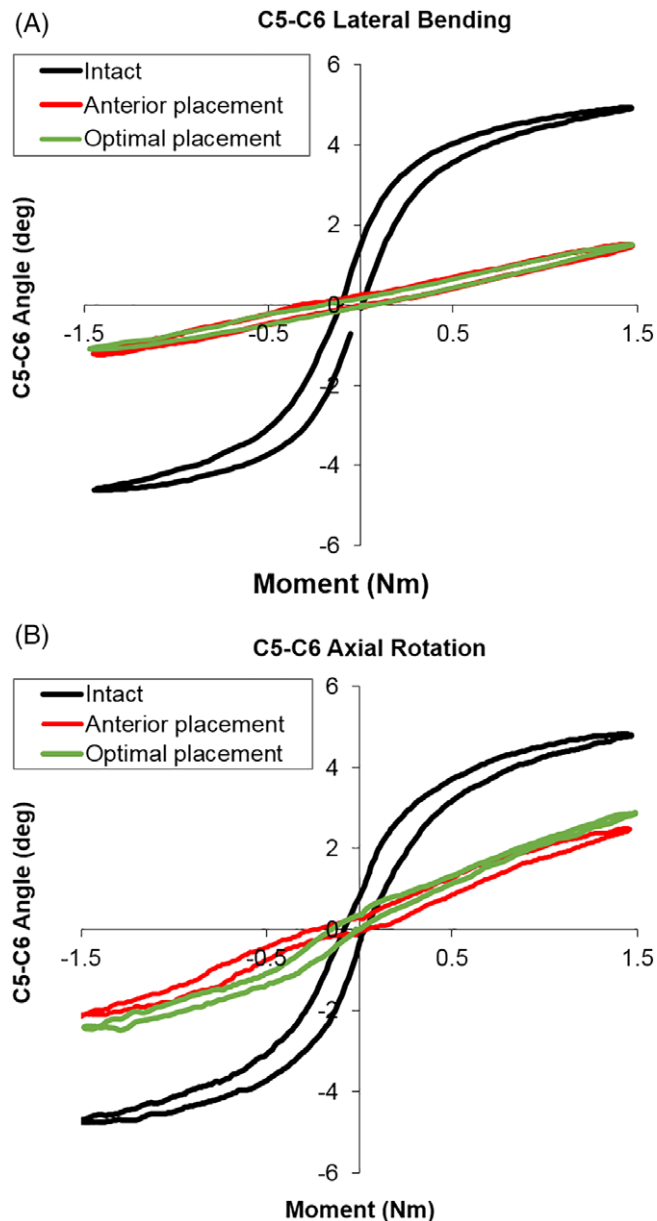 (A)
C5-C6 Lateral Bending
Intact
Anterior placement
Optimal placement
C5-C6 Angle (deg)
6
4
2
0
-2
-4
-6
-1.5
-0.5
0.5
1.5
Moment (Nm)
(B)
C5-C6 Axial Rotation
Intact
Anterior placement
Optimal placement
C5-C6 Angle (deg)
6
4
2
0
-2
-4
-6
-1.5
-0.5
0.5
1.5
Moment (Nm)